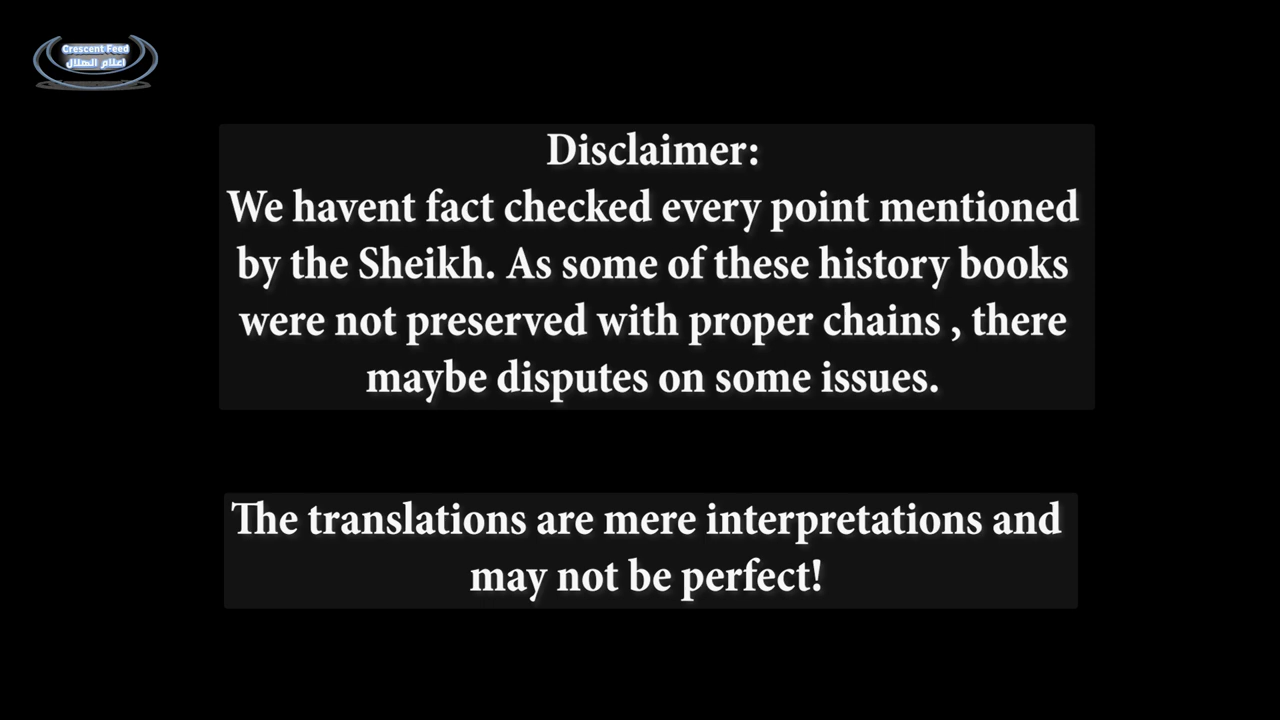 Crescent Feed
اعلام الهلال
Disclaimer:
We havent fact checked every point mentioned
by the Sheikh. As some of these history books
were not preserved with proper chains , there
maybe disputes on some issues.
The translations are mere interpretations and
may not be perfect!